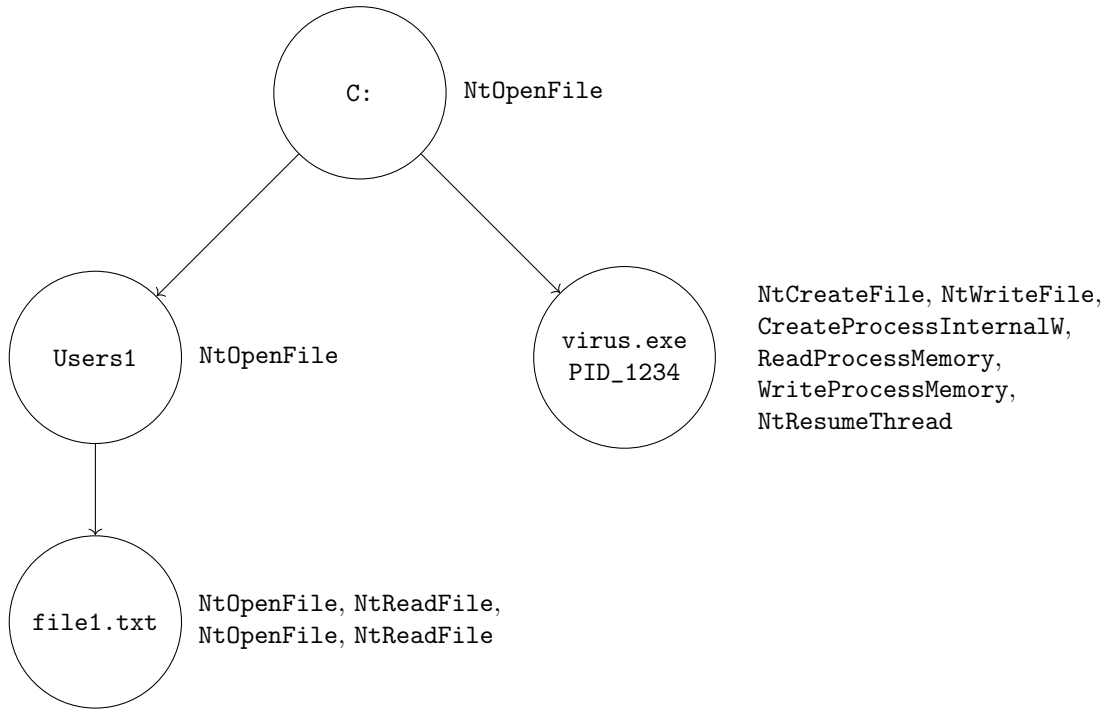 C:
NtOpenFile
Users1
NtOpenFile
virus.exe
PID_1234
NtCreateFile, NtWriteFile,
CreateProcessInternalW,
ReadProcessMemory,
WriteProcessMemory,
NtResumeThread
file1.txt
NtOpenFile, NtReadFile,
NtOpenFile, NtReadFile